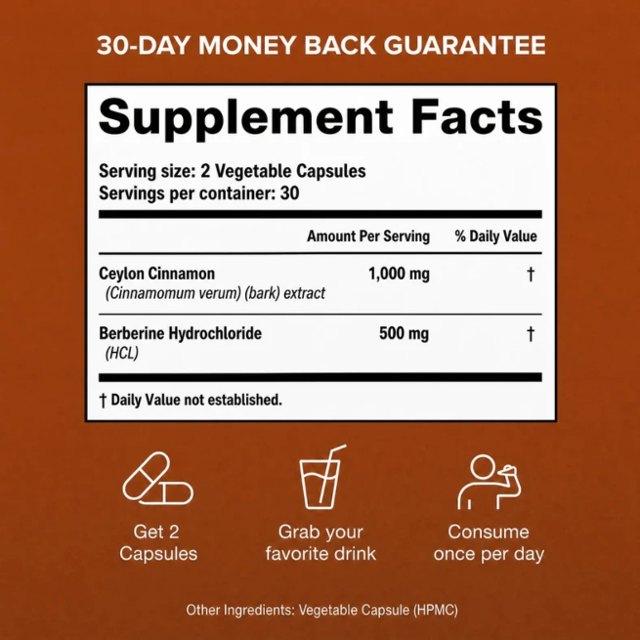 30-DAY MONEY BACK GUARANTEE
Supplement Facts
Serving size: 2 Vegetable Capsules
Servings per container: 30
Amount Per Serving % Daily Value
Ceylon Cinnamon 1,000 mg †
(Cinnamomum verum) (bark) extract
Berberine Hydrochloride 500 mg †
(HCL)
† Daily Value not established.
Get 2
Capsules
Grab your
favorite drink
Consume
once per day
Other Ingredients: Vegetable Capsule (HPMC)